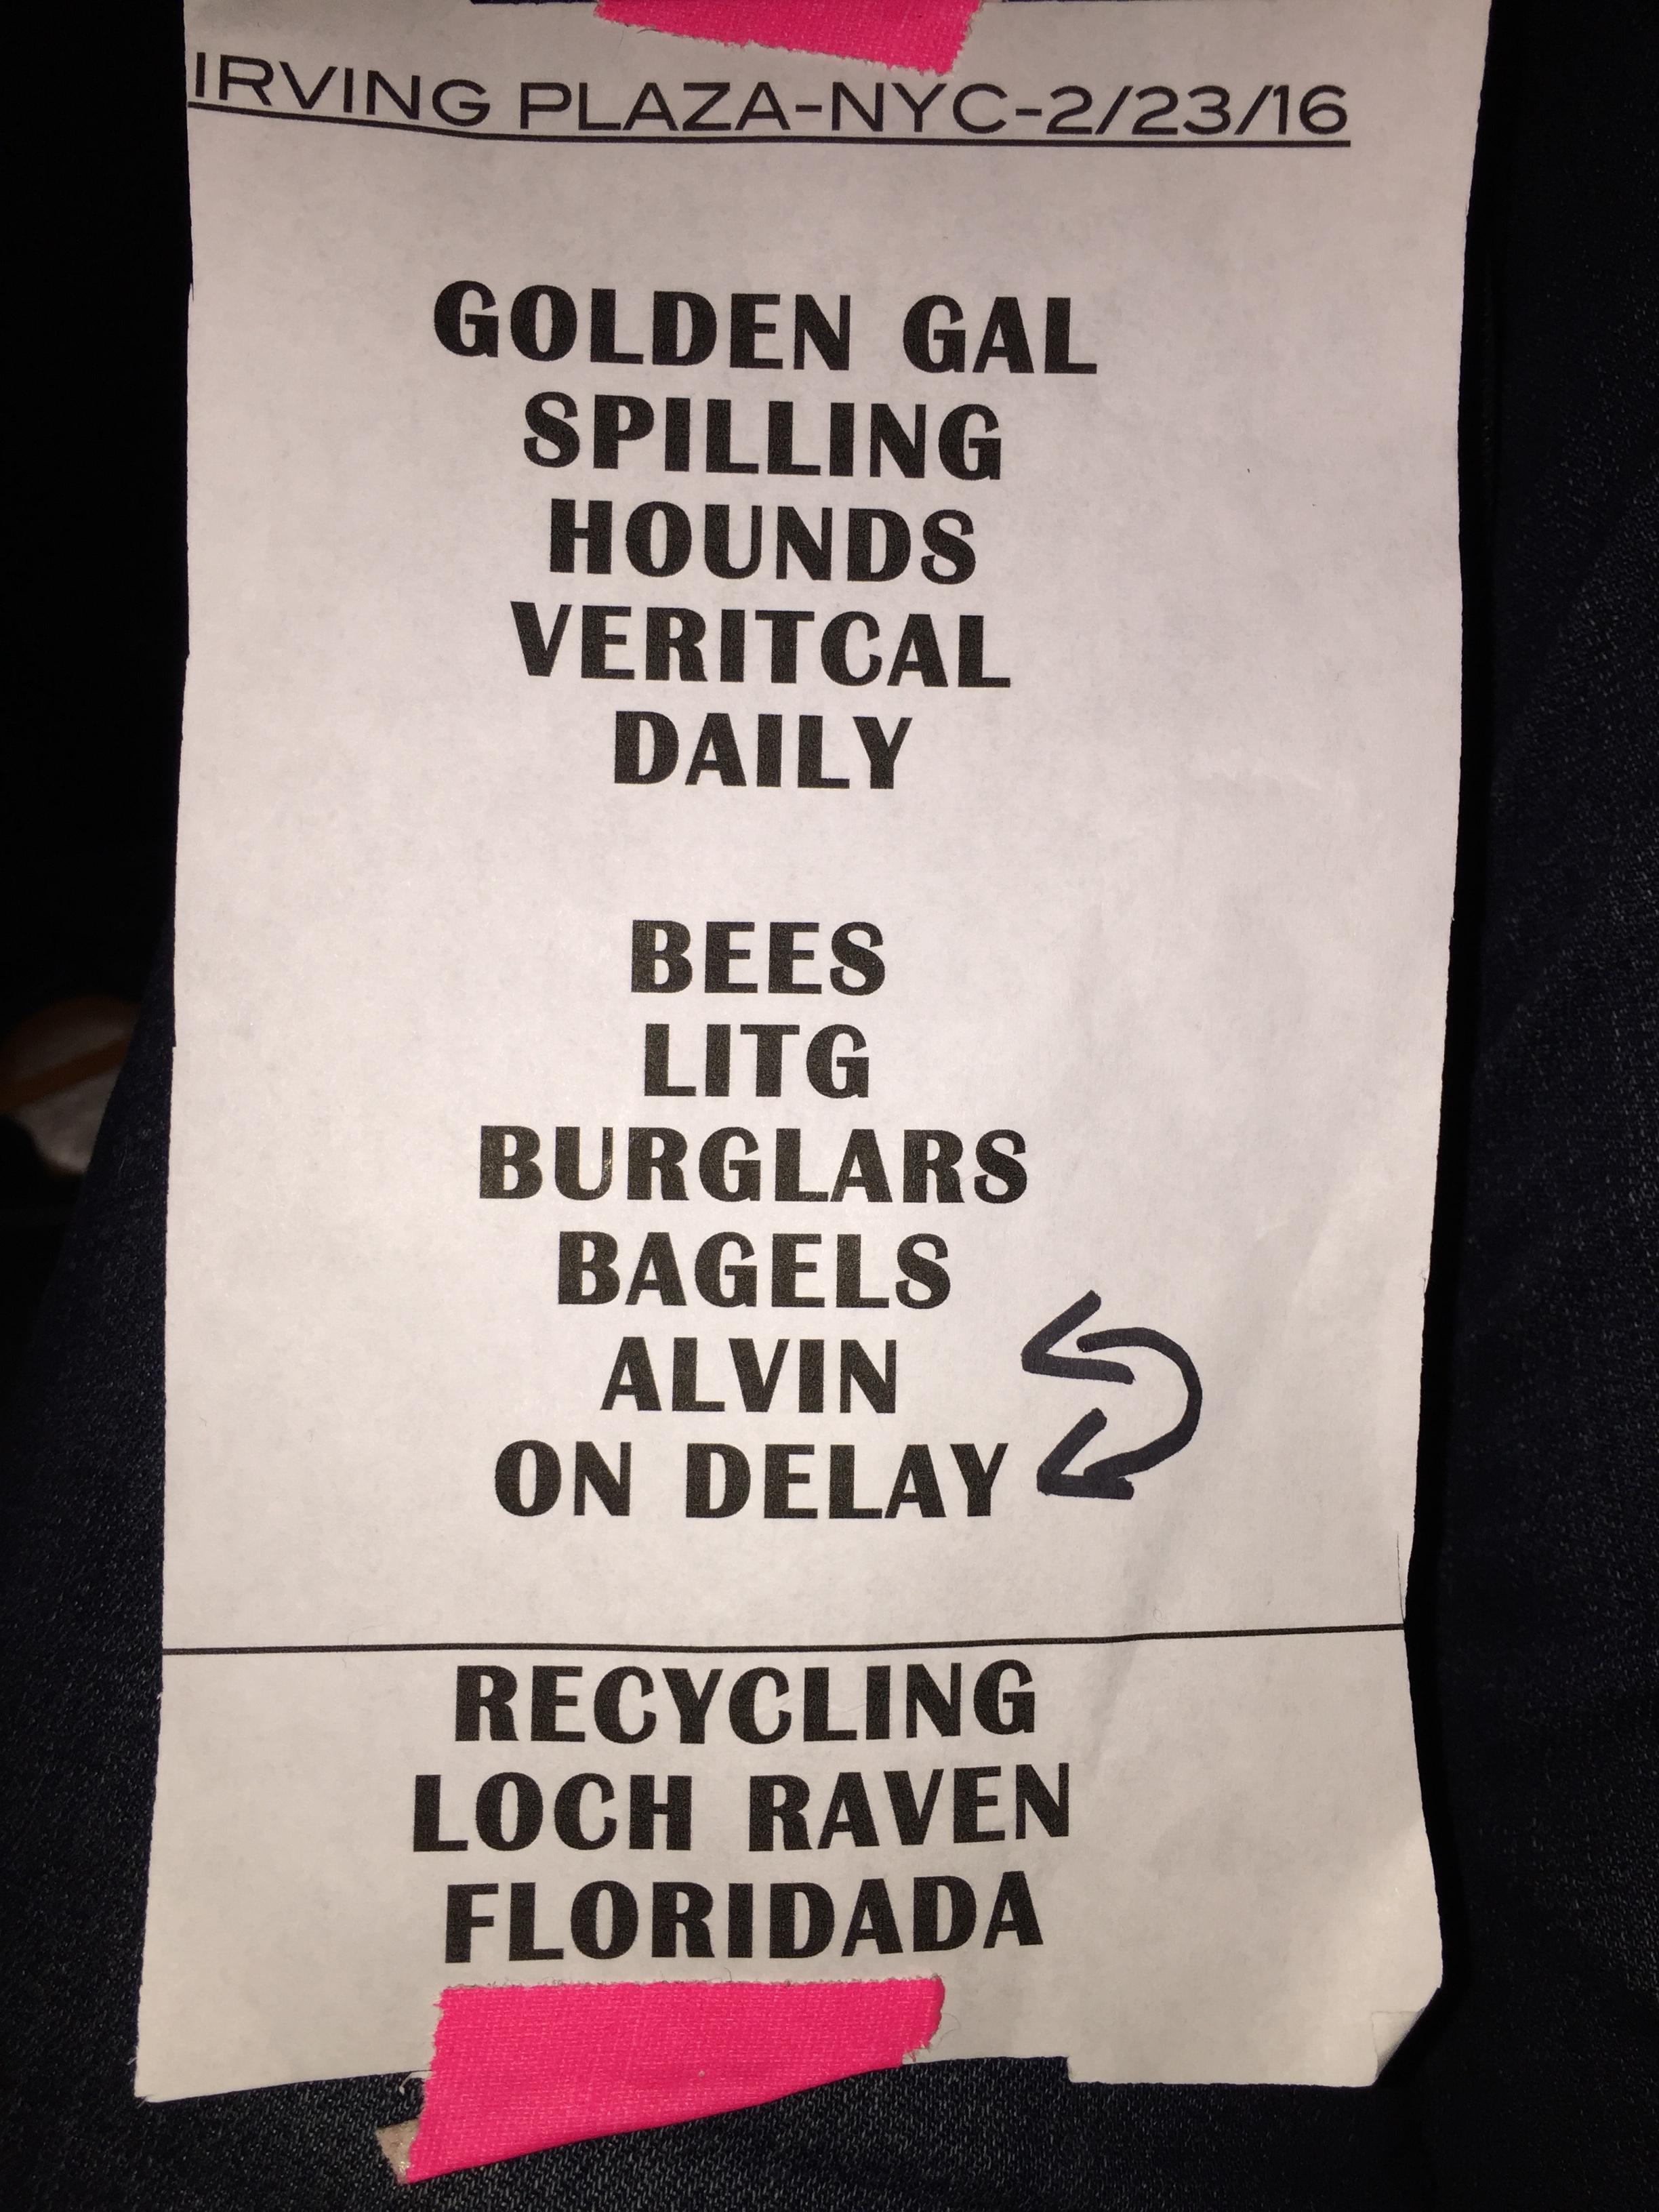 IRVING PLAZA-NYC-2/23/16
GOLDEN GAL
SPILLING
HOUNDS
VERITCAL
DAILY
BEES
LITG
BURGLARS
BAGELS
ALVIN
ON DELAY
RECYCLING
LOCH RAVEN
FLORIDADA